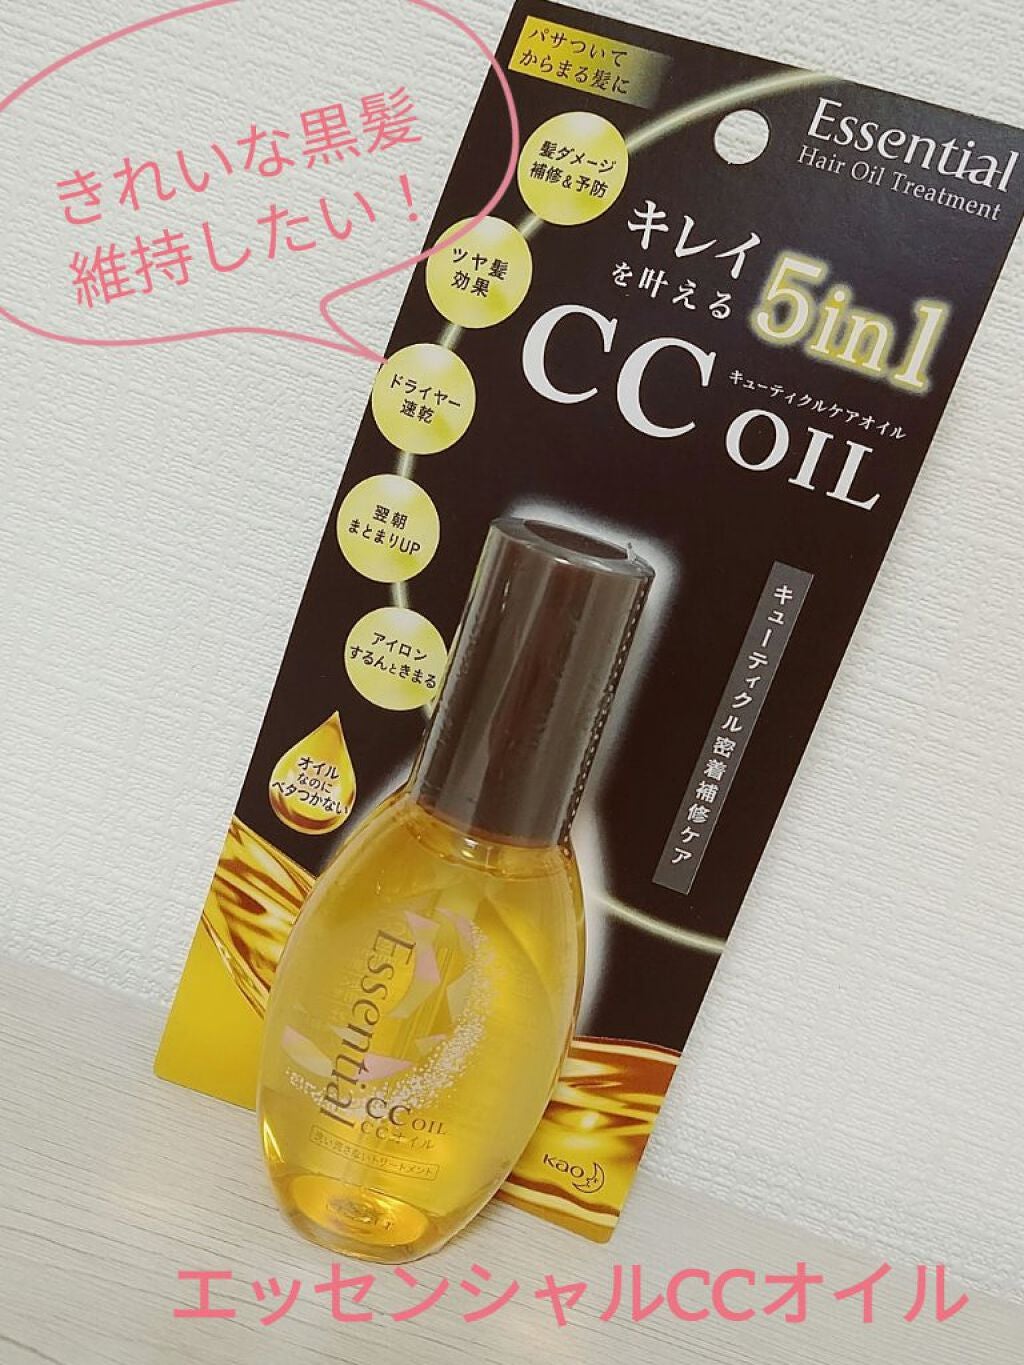 きれいな黒髪
維持したい！
パサついて
からまる髪に
Essential
Hair Oil Treatment
髪ダメージ
補修&予防
ツヤ髪
効果
ドライヤー
速乾
翌朝
まとまりUP
アイロン
するんときまる
オイル
なのに
ベタつかない
キレイ
を叶える
5in1
CC OIL
キューティクルケアオイル
キューティクル密着補修ケア
Essential
CC OIL
CCオイル
洗い流さないトリートメント
Kao
エッセンシャルCCオイル